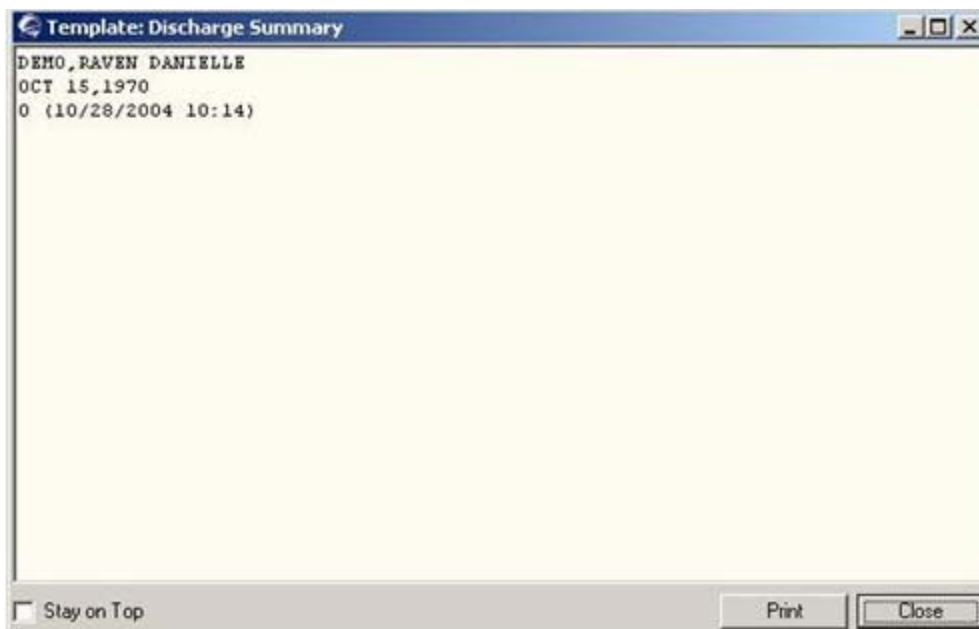 Template: Discharge Summary
DEMO,RAVEN DANIELLE
OCT 15,1970
0 (10/28/2004 10:14)
Stay on Top
Print
Close